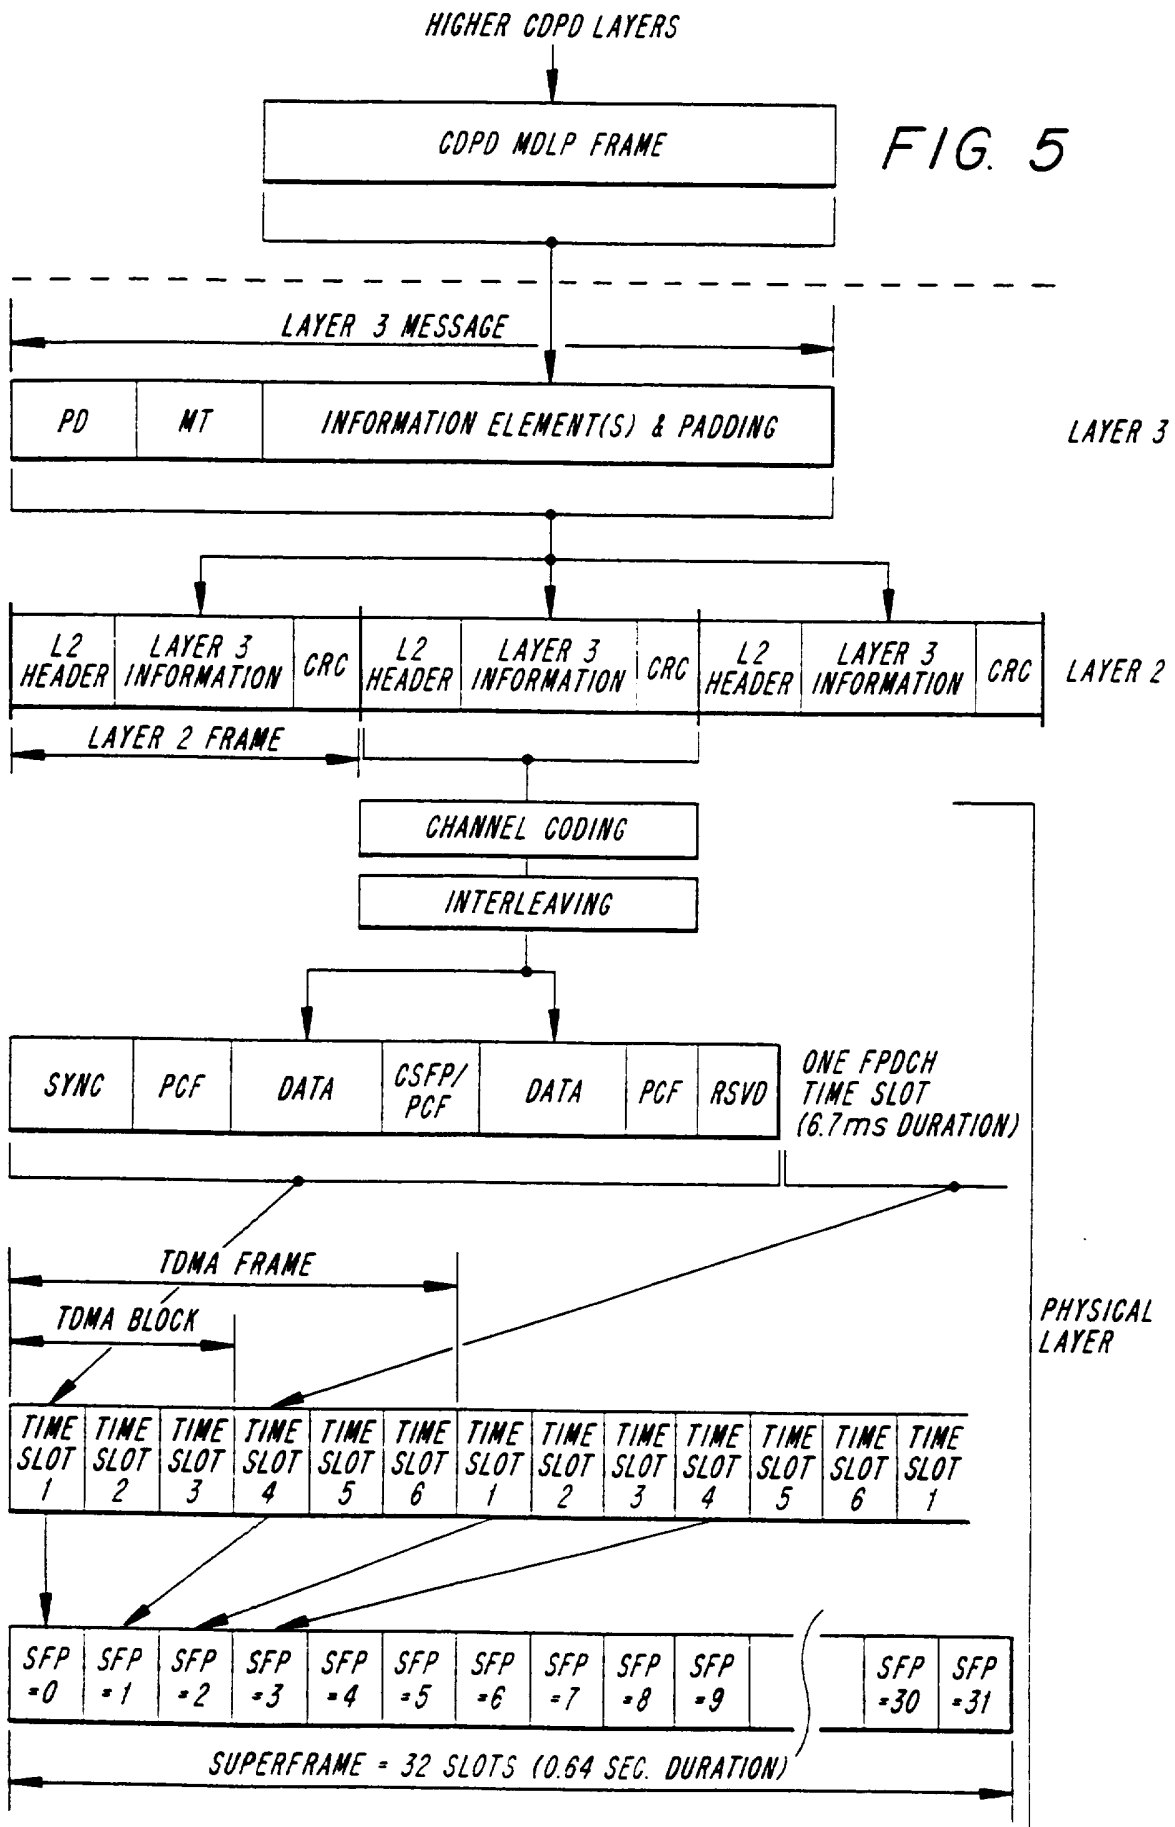 HIGHER CDPD LAYERS
CDPD MDLP FRAME
FIG. 5
LAYER 3 MESSAGE
PD
MT
INFORMATION ELEMENT(S) & PADDING
LAYER 3
L2 HEADER
LAYER 3 INFORMATION
CRC
L2 HEADER
LAYER 3 INFORMATION
CRC
L2 HEADER
LAYER 3 INFORMATION
CRC
LAYER 2
LAYER 2 FRAME
CHANNEL CODING
INTERLEAVING
SYNC
PCF
DATA
CSFP/
PCF
DATA
PCF
RSVD
ONE FPDCH
TIME SLOT
(6.7ms DURATION)
TDMA FRAME
TDMA BLOCK
PHYSICAL
LAYER
TIME SLOT 1
TIME SLOT 2
TIME SLOT 3
TIME SLOT 4
TIME SLOT 5
TIME SLOT 6
TIME SLOT 1
TIME SLOT 2
TIME SLOT 3
TIME SLOT 4
TIME SLOT 5
TIME SLOT 6
TIME SLOT 1
SFP =0
SFP =1
SFP =2
SFP =3
SFP =4
SFP =5
SFP =6
SFP =7
SFP =8
SFP =9
SFP =30
SFP =31
SUPERFRAME = 32 SLOTS (0.64 SEC. DURATION)